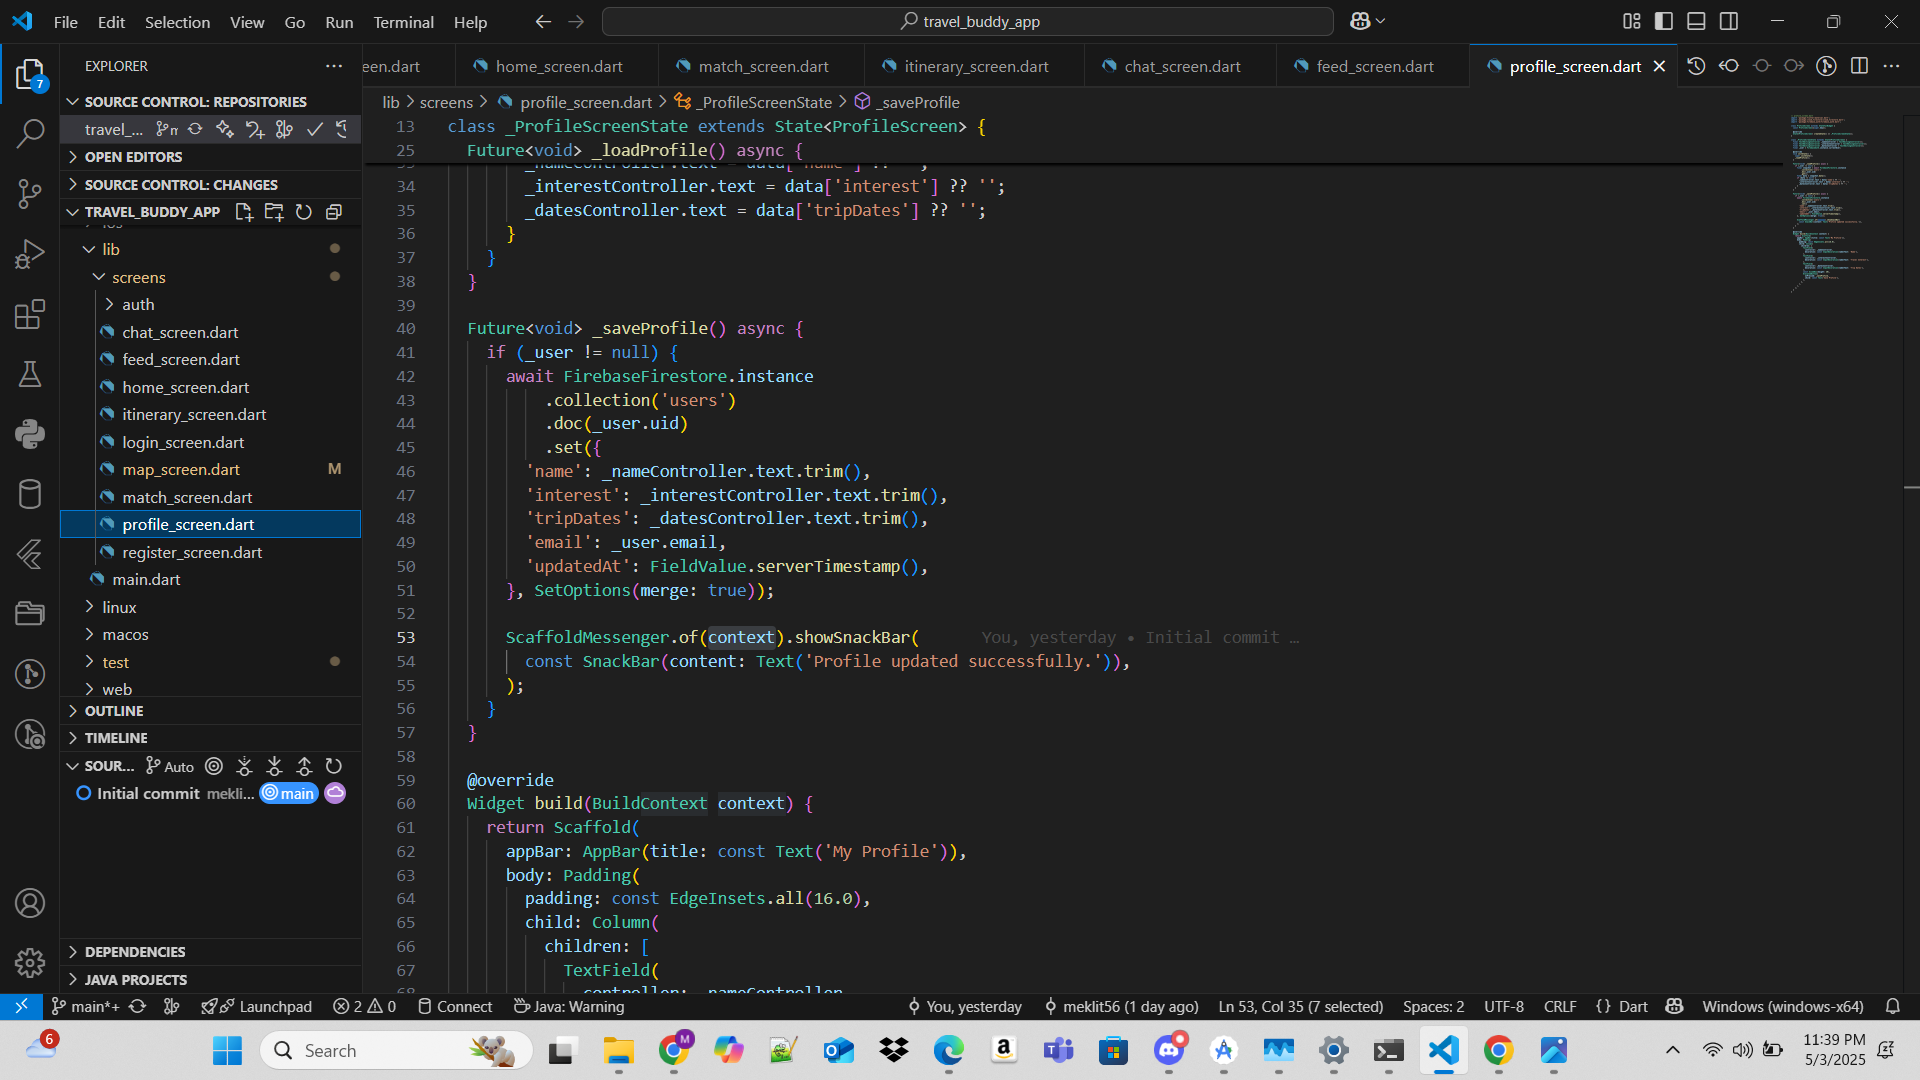 File Edit Selection View Go Run Terminal Help
travel_buddy_app
EXPLORER
een.dart
home_screen.dart
match_screen.dart
itinerary_screen.dart
chat_screen.dart
feed_screen.dart
profile_screen.dart
7
SOURCE CONTROL: REPOSITORIES
travel_...
OPEN EDITORS
SOURCE CONTROL: CHANGES
TRAVEL_BUDDY_APP
lib
screens
auth
chat_screen.dart
feed_screen.dart
home_screen.dart
itinerary_screen.dart
login_screen.dart
map_screen.dart M
match_screen.dart
profile_screen.dart
register_screen.dart
main.dart
linux
macos
test
web
OUTLINE
TIMELINE
SOUR... Auto
Initial commit mekli... main
DEPENDENCIES
JAVA PROJECTS
lib > screens > profile_screen.dart > _ProfileScreenState > _saveProfile
13 class _ProfileScreenState extends State<ProfileScreen> {
25 Future<void> _loadProfile() async {
34 _interestController.text = data['interest'] ?? '';
35 _datesController.text = data['tripDates'] ?? '';
36 }
37 }
38 }
39
40 Future<void> _saveProfile() async {
41 if (_user != null) {
42 await FirebaseFirestore.instance
43 .collection('users')
44 .doc(_user.uid)
45 .set({
46 'name': _nameController.text.trim(),
47 'interest': _interestController.text.trim(),
48 'tripDates': _datesController.text.trim(),
49 'email': _user.email,
50 'updatedAt': FieldValue.serverTimestamp(),
51 }, SetOptions(merge: true));
52
53 ScaffoldMessenger.of(context).showSnackBar( You, yesterday • Initial commit …
54 const SnackBar(content: Text('Profile updated successfully.')),
55 );
56 }
57 }
58
59 @override
60 Widget build(BuildContext context) {
61 return Scaffold(
62 appBar: AppBar(title: const Text('My Profile')),
63 body: Padding(
64 padding: const EdgeInsets.all(16.0),
65 child: Column(
66 children: [
67 TextField(
main*+ Launchpad 2 0 Connect Java: Warning You, yesterday meklit56 (1 day ago) Ln 53, Col 35 (7 selected) Spaces: 2 UTF-8 CRLF {} Dart Windows (windows-x64)
6
Search
M
11:39 PM
5/3/2025